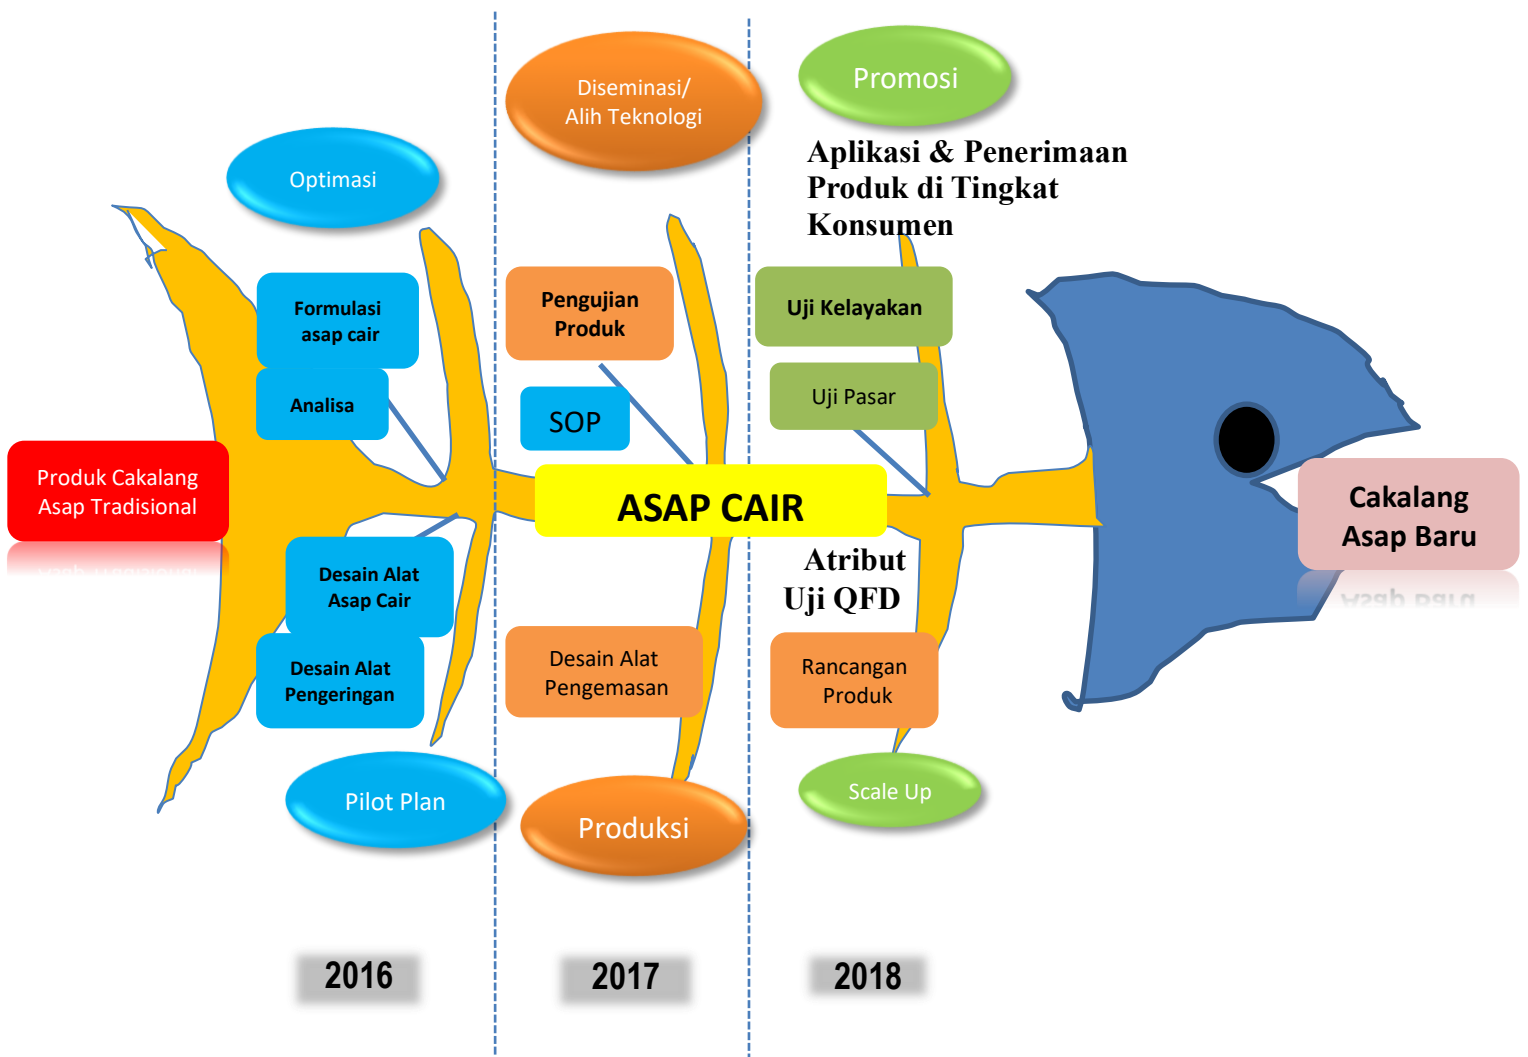 Diseminasi/
Alih Teknologi
Promosi
Optimasi
Aplikasi & Penerimaan
Produk di Tingkat
Konsumen
Formulasi
asap cair
Pengujian
Produk
Uji Kelayakan
Analisa
SOP
Uji Pasar
Produk Cakalang
Asap Tradisional
ASAP CAIR
Cakalang
Asap Baru
Desain Alat
Asap Cair
Atribut
Uji QFD
Desain Alat
Pengeringan
Desain Alat
Pengemasan
Rancangan
Produk
Pilot Plan
Produksi
Scale Up
2016
2017
2018